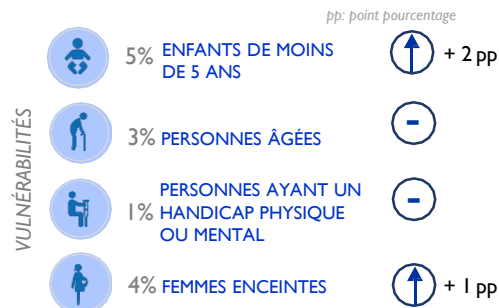 pp: point pourcentage
VULNÉRABILITÉS
5% ENFANTS DE MOINS
DE 5 ANS
+ 2 pp
3% PERSONNES ÂGÉES
-
PERSONNES AYANT UN
1% HANDICAP PHYSIQUE
OU MENTAL
-
4% FEMMES ENCEINTES
+ 1 pp